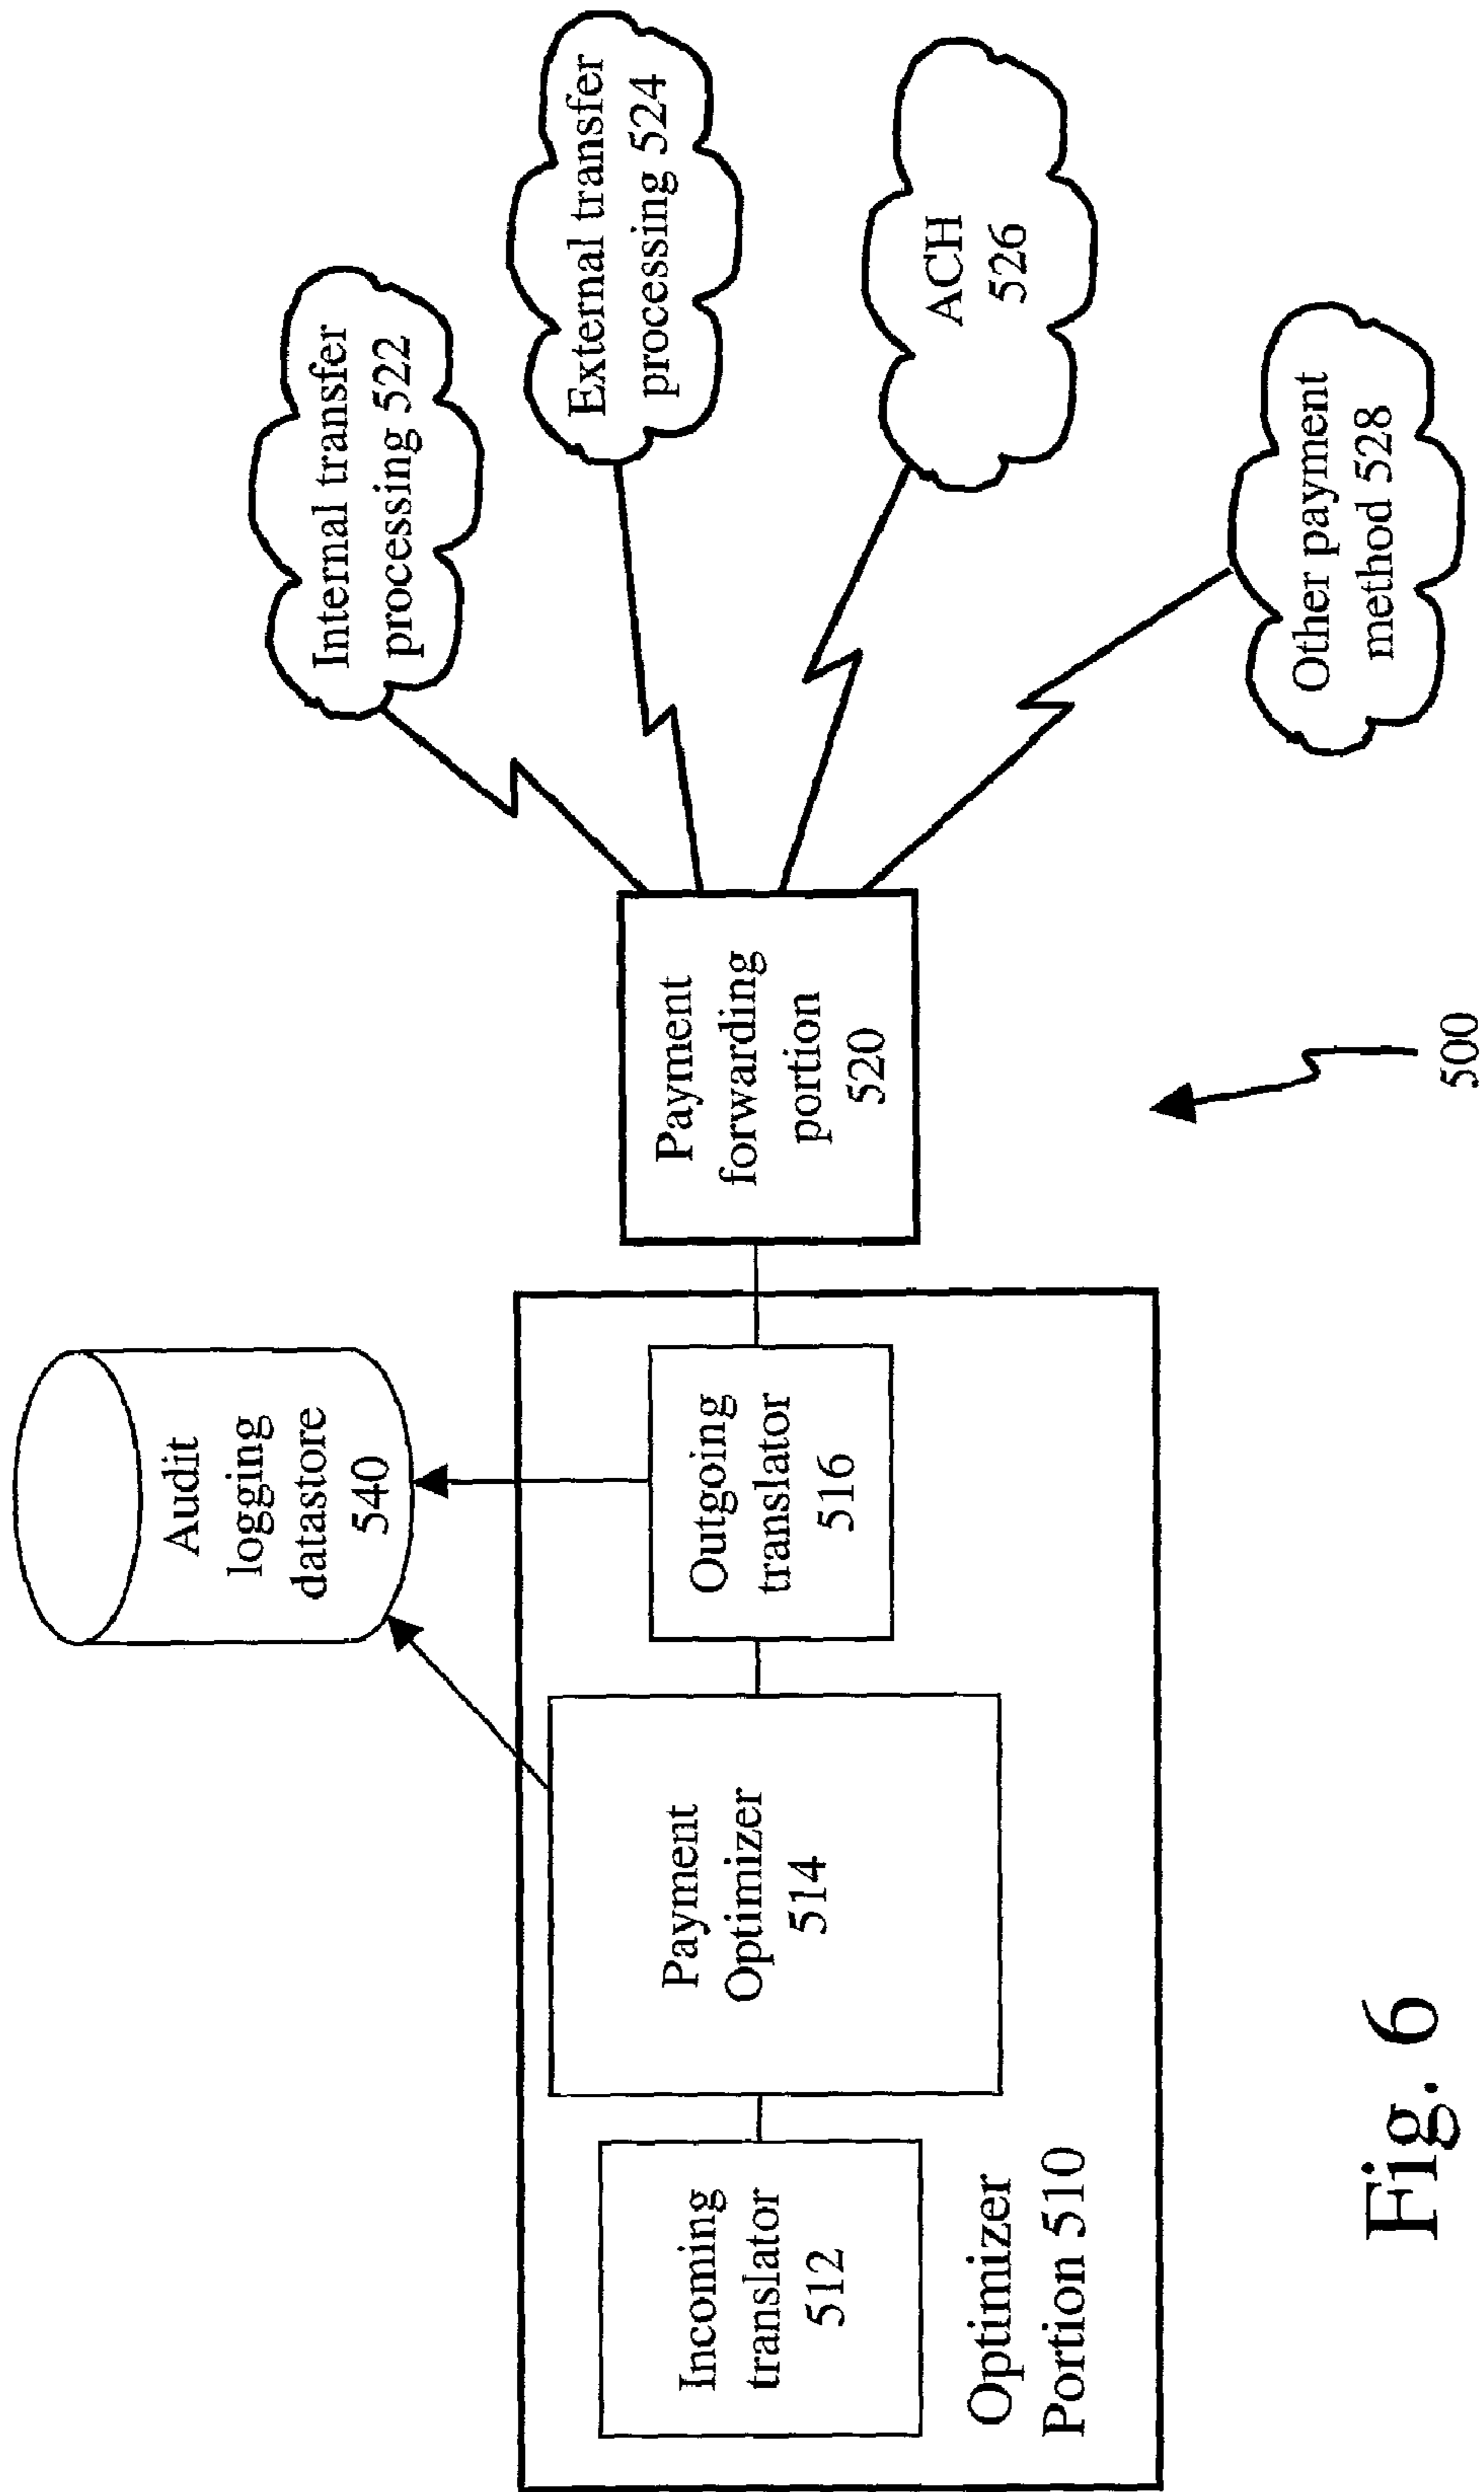 Audit
logging
datastore
540
Internal transfer
processing 522
External transfer
processing 524
ACH
526
Other payment
method 528
Incoming
translator
512
Payment
Optimizer
514
Outgoing
translator
516
Payment
forwarding
portion
520
Optimizer
Portion 510
500
Fig. 6